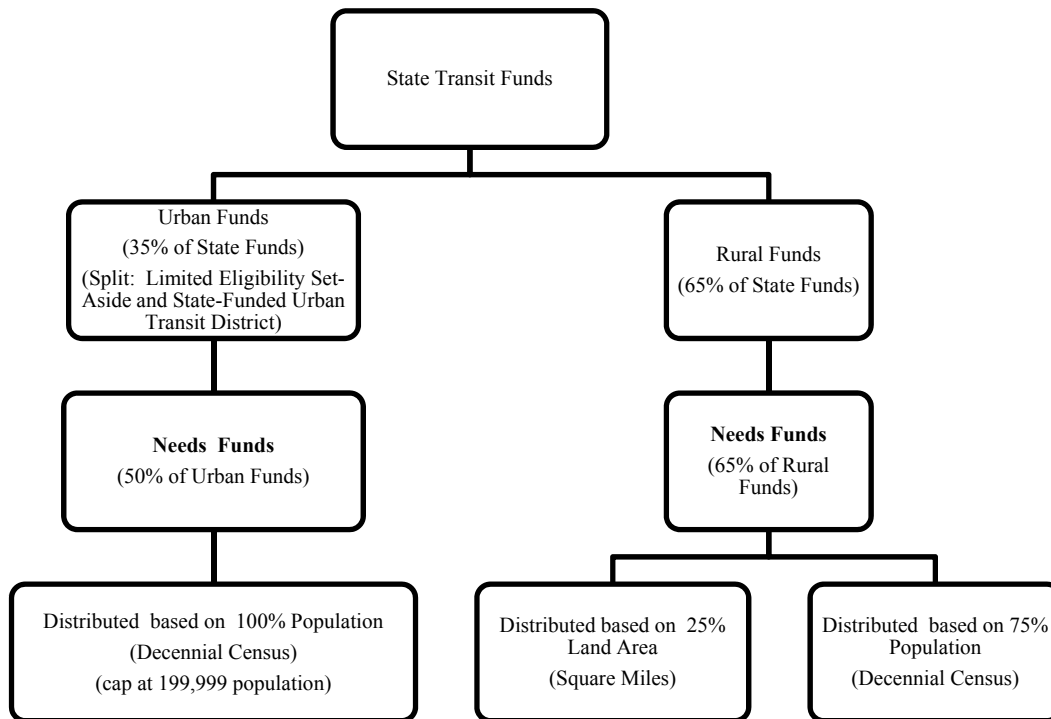 State Transit Funds
Urban Funds
(35% of State Funds)
(Split: Limited Eligibility Set-
Aside and State-Funded Urban
Transit District)
Rural Funds
(65% of State Funds)
Needs Funds
(50% of Urban Funds)
Needs Funds
(65% of Rural
Funds)
Distributed based on 100% Population
(Decennial Census)
(cap at 199,999 population)
Distributed based on 25%
Land Area
(Square Miles)
Distributed based on 75%
Population
(Decennial Census)